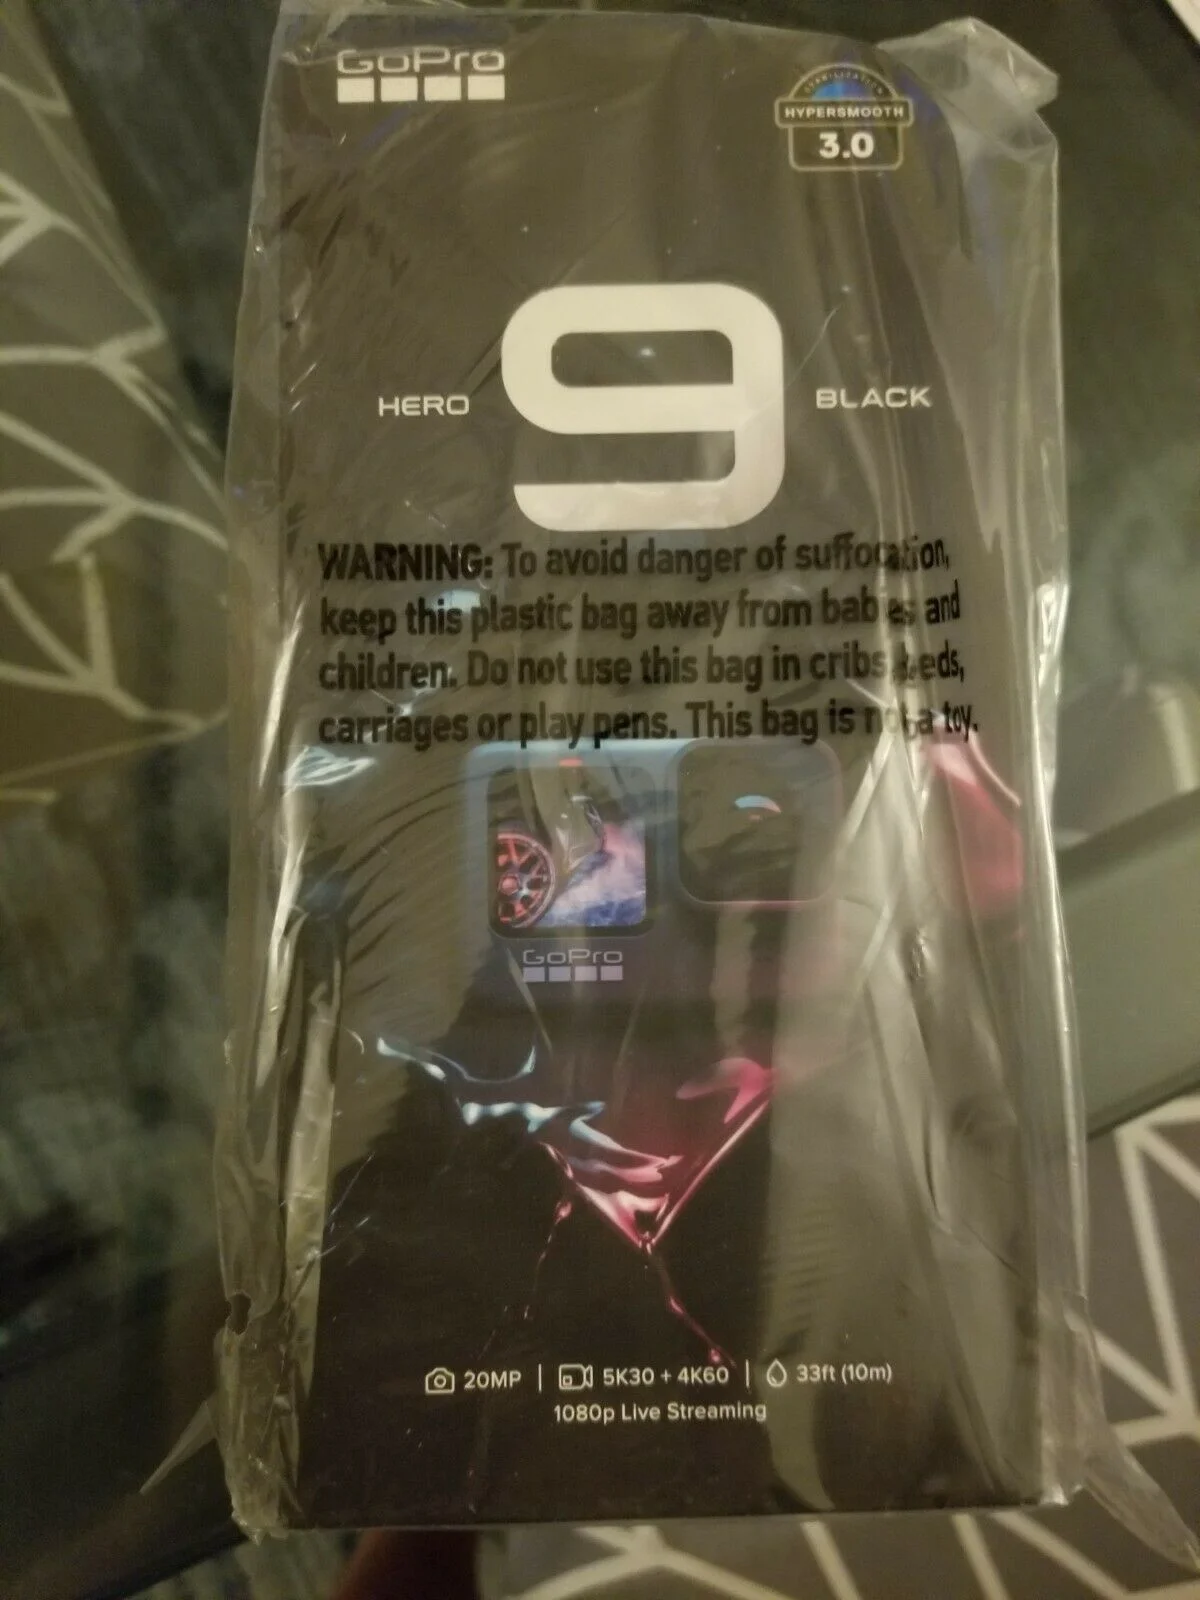 GoPro
STABILIZATION
HYPERSMOOTH
3.0
HERO 9 BLACK
WARNING: To avoid danger of suffocation,
keep this plastic bag away from babies and
children. Do not use this bag in cribs, beds,
carriages or play pens. This bag is not a toy.
GoPro
20MP | 5K30 + 4K60 | 33ft (10m)
1080p Live Streaming